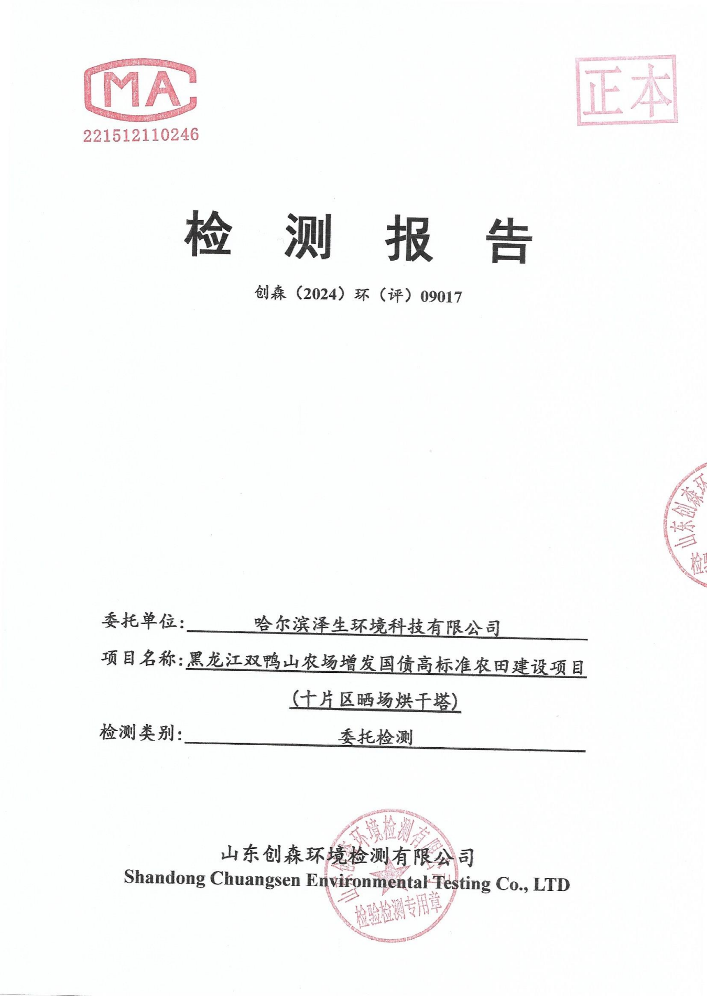 MA
221512110246
正本
检测报告
创森（2024）环（评）09017
山东创森环
检验
委托单位:哈尔滨泽生环境科技有限公司
项目名称:黑龙江双鸭山农场增发国债高标准农田建设项目
(十片区晒场烘干塔)
检测类别:委托检测
山东创森环境检测有限公司
Shandong Chuangsen Environmental Testing Co., LTD
山东创森环境检测有限公司
检验检测专用章